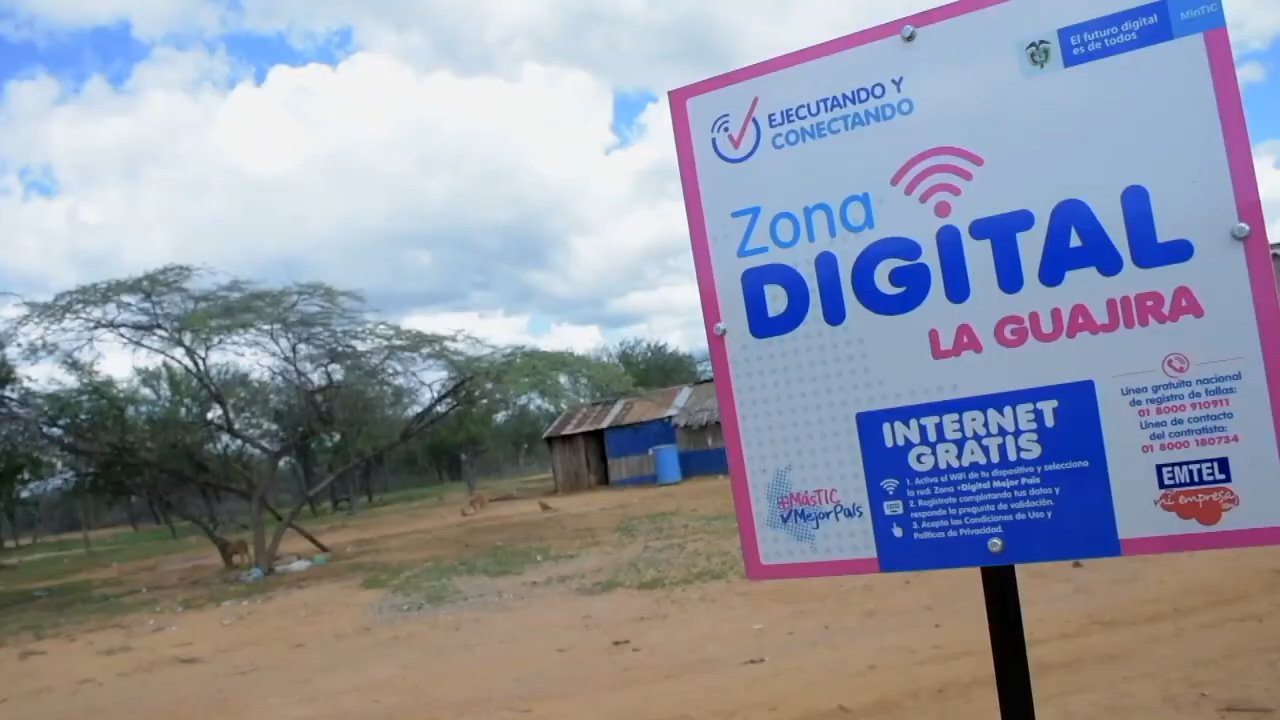 El futuro digital
es de todos
MinTIC
EJECUTANDO Y
CONECTANDO
Zona
DIGITAL
LA GUAJIRA
INTERNET
GRATIS
1. Activa el WiFi de tu dispositivo y selecciona
la red: Zona +Digital Mejor País
2. Regístrate completando tus datos y
responde la pregunta de validación.
3. Acepta las Condiciones de Uso y
Políticas de Privacidad.
Línea gratuita nacional
de registro de fallas:
01 8000 910911
Línea de contacto
del contratista:
01 8000 180734
EMTEL
mi empresa
#MásTIC
MejorPaís